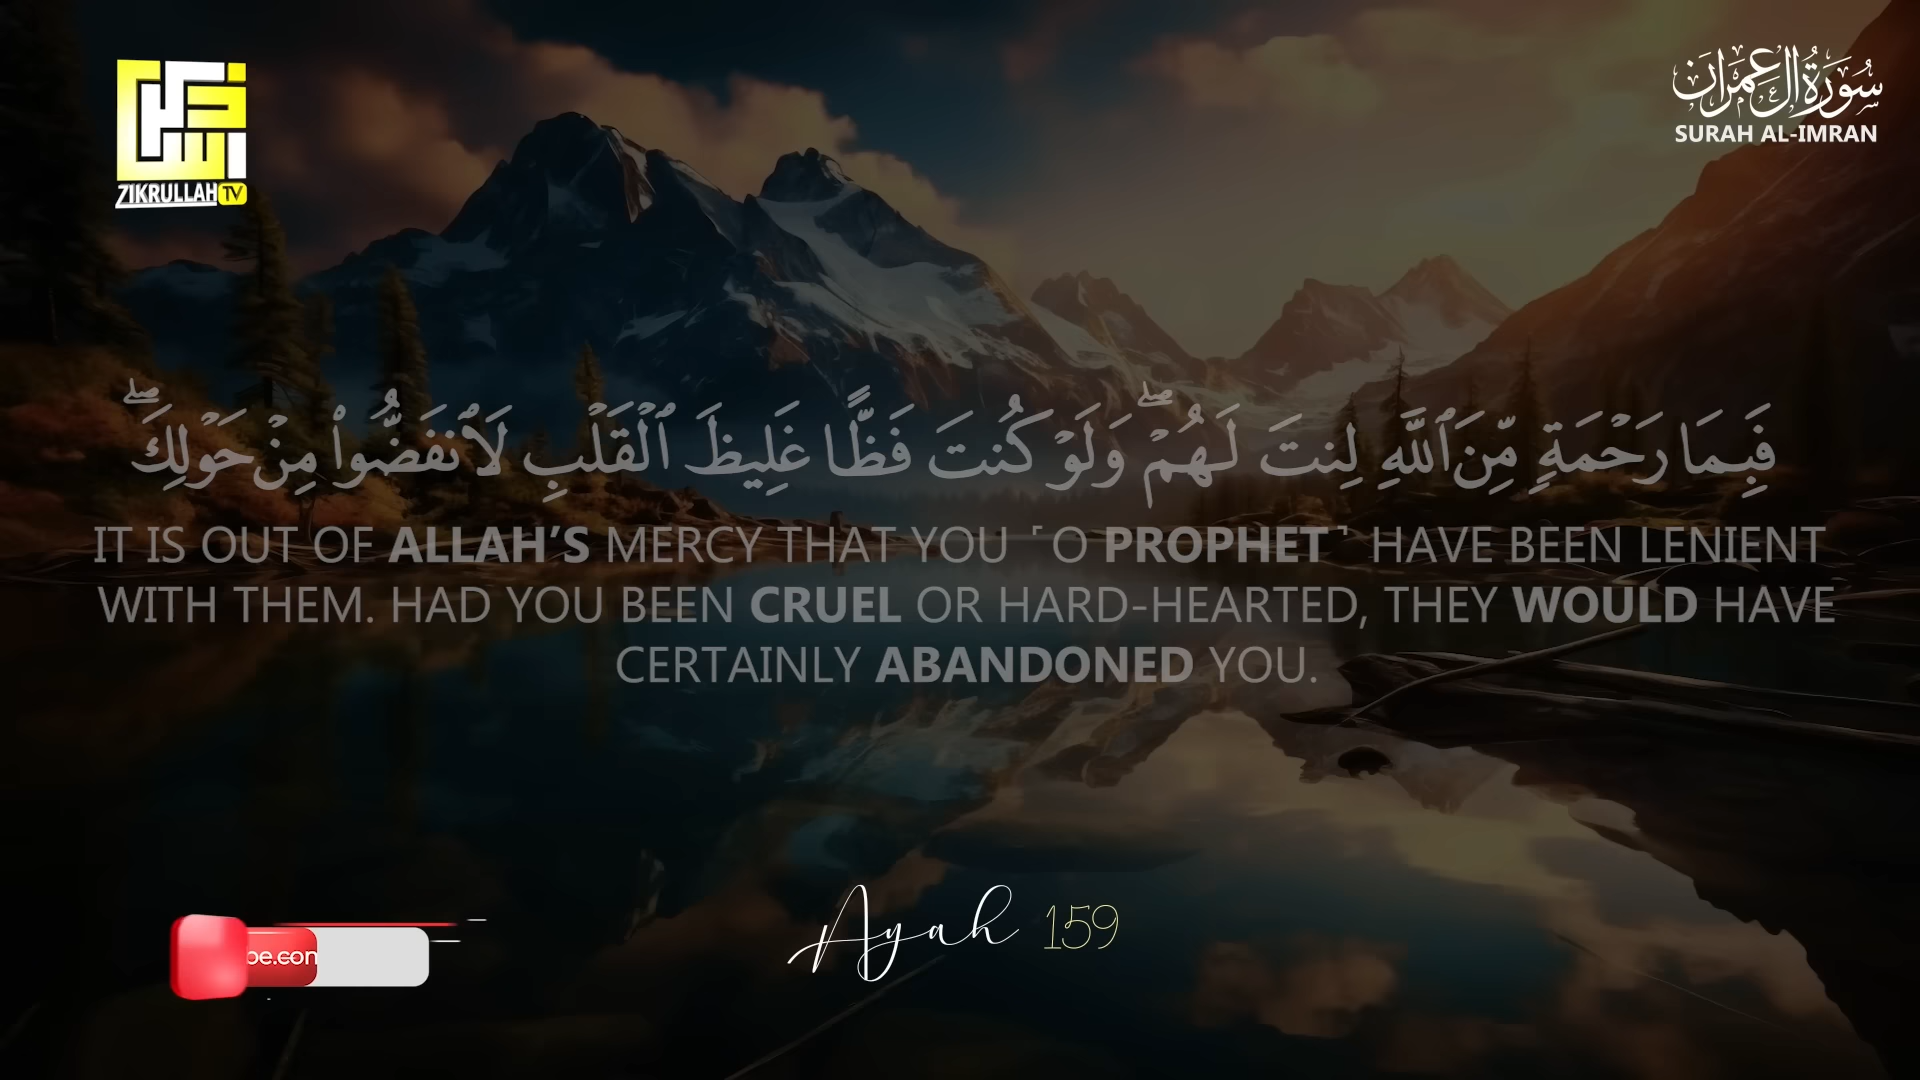 سُورَةُ اٰلِ عِمرَان
SURAH AL-IMRAN
ZIKRULLAH TV
فَبِمَا رَحْمَةٍ مِّنَ ٱللَّهِ لِنتَ لَهُمْ ۖ وَلَوْ كُنتَ فَظًّا غَلِيظَ ٱلْقَلْبِ لَٱنفَضُّوا۟ مِنْ حَوْلِكَ ۖ
IT IS OUT OF ALLAH’S MERCY THAT YOU ˹O PROPHET˺ HAVE BEEN LENIENT
WITH THEM. HAD YOU BEEN CRUEL OR HARD-HEARTED, THEY WOULD HAVE
CERTAINLY ABANDONED YOU.
Ayah 159